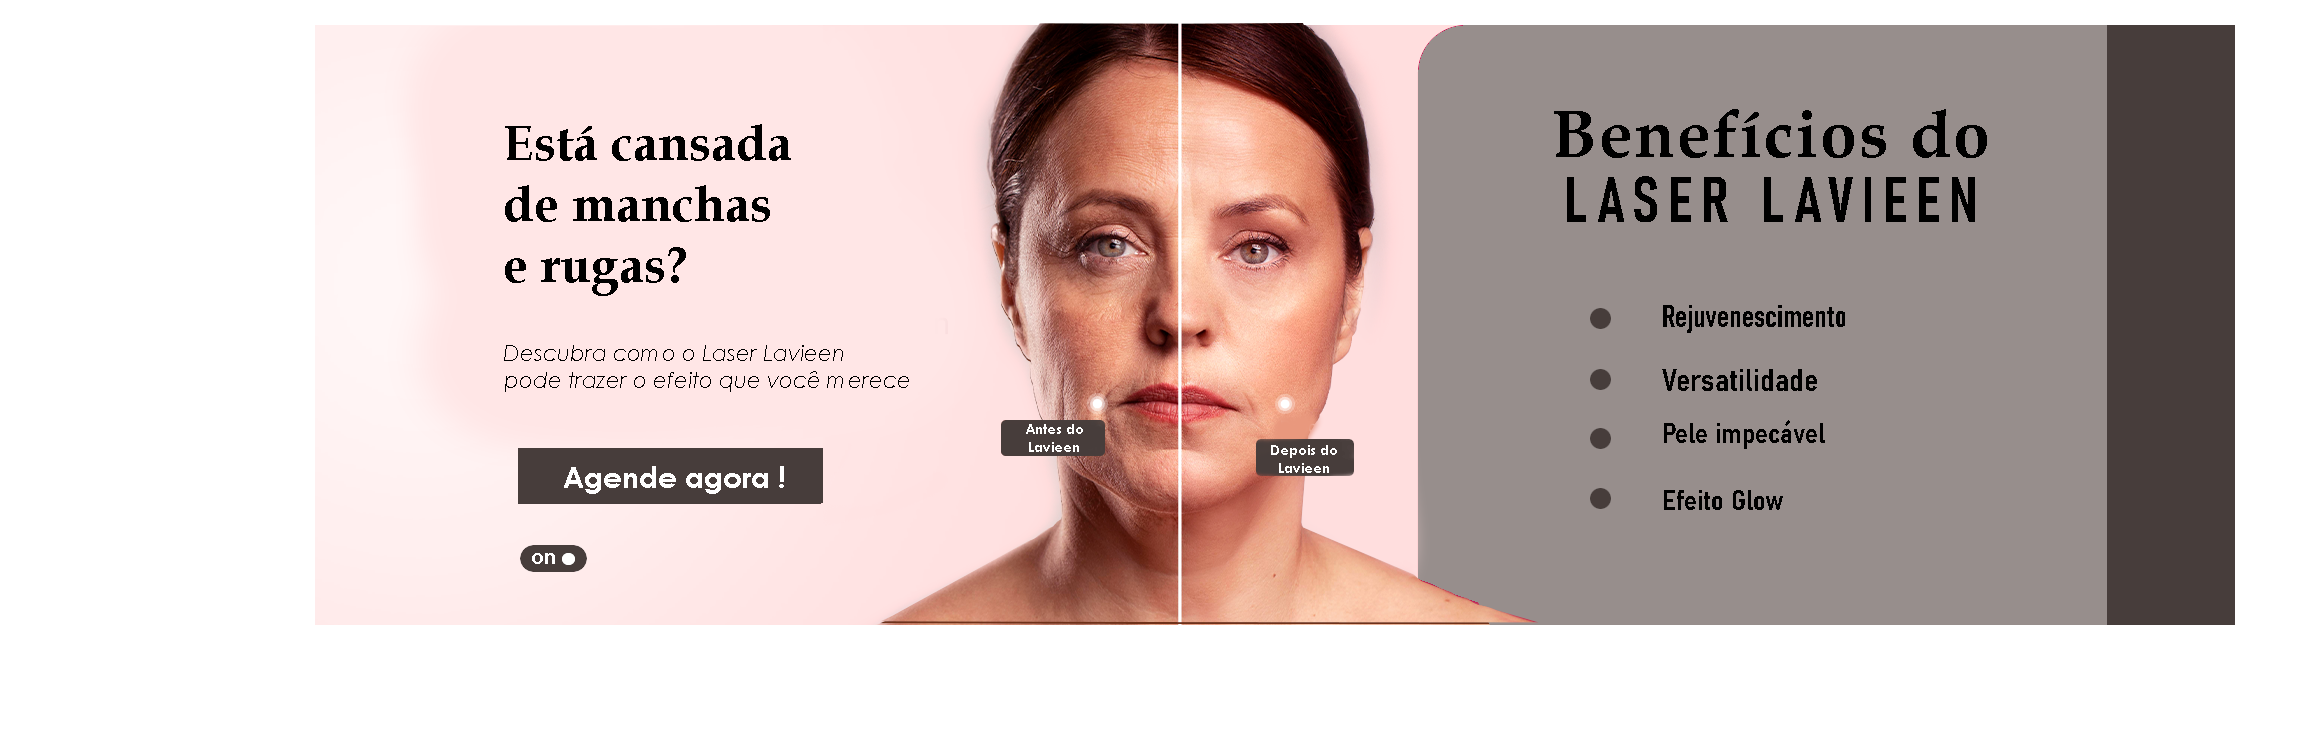 Está cansada
de manchas
e rugas?
Descubra como o Laser Lavieen
pode trazer o efeito que você merece
Agende agora !
on
Antes do
Lavieen
Depois do
Lavieen
Benefícios do
LASER LAVIEEN
Rejuvenescimento
Versatilidade
Pele impecável
Efeito Glow